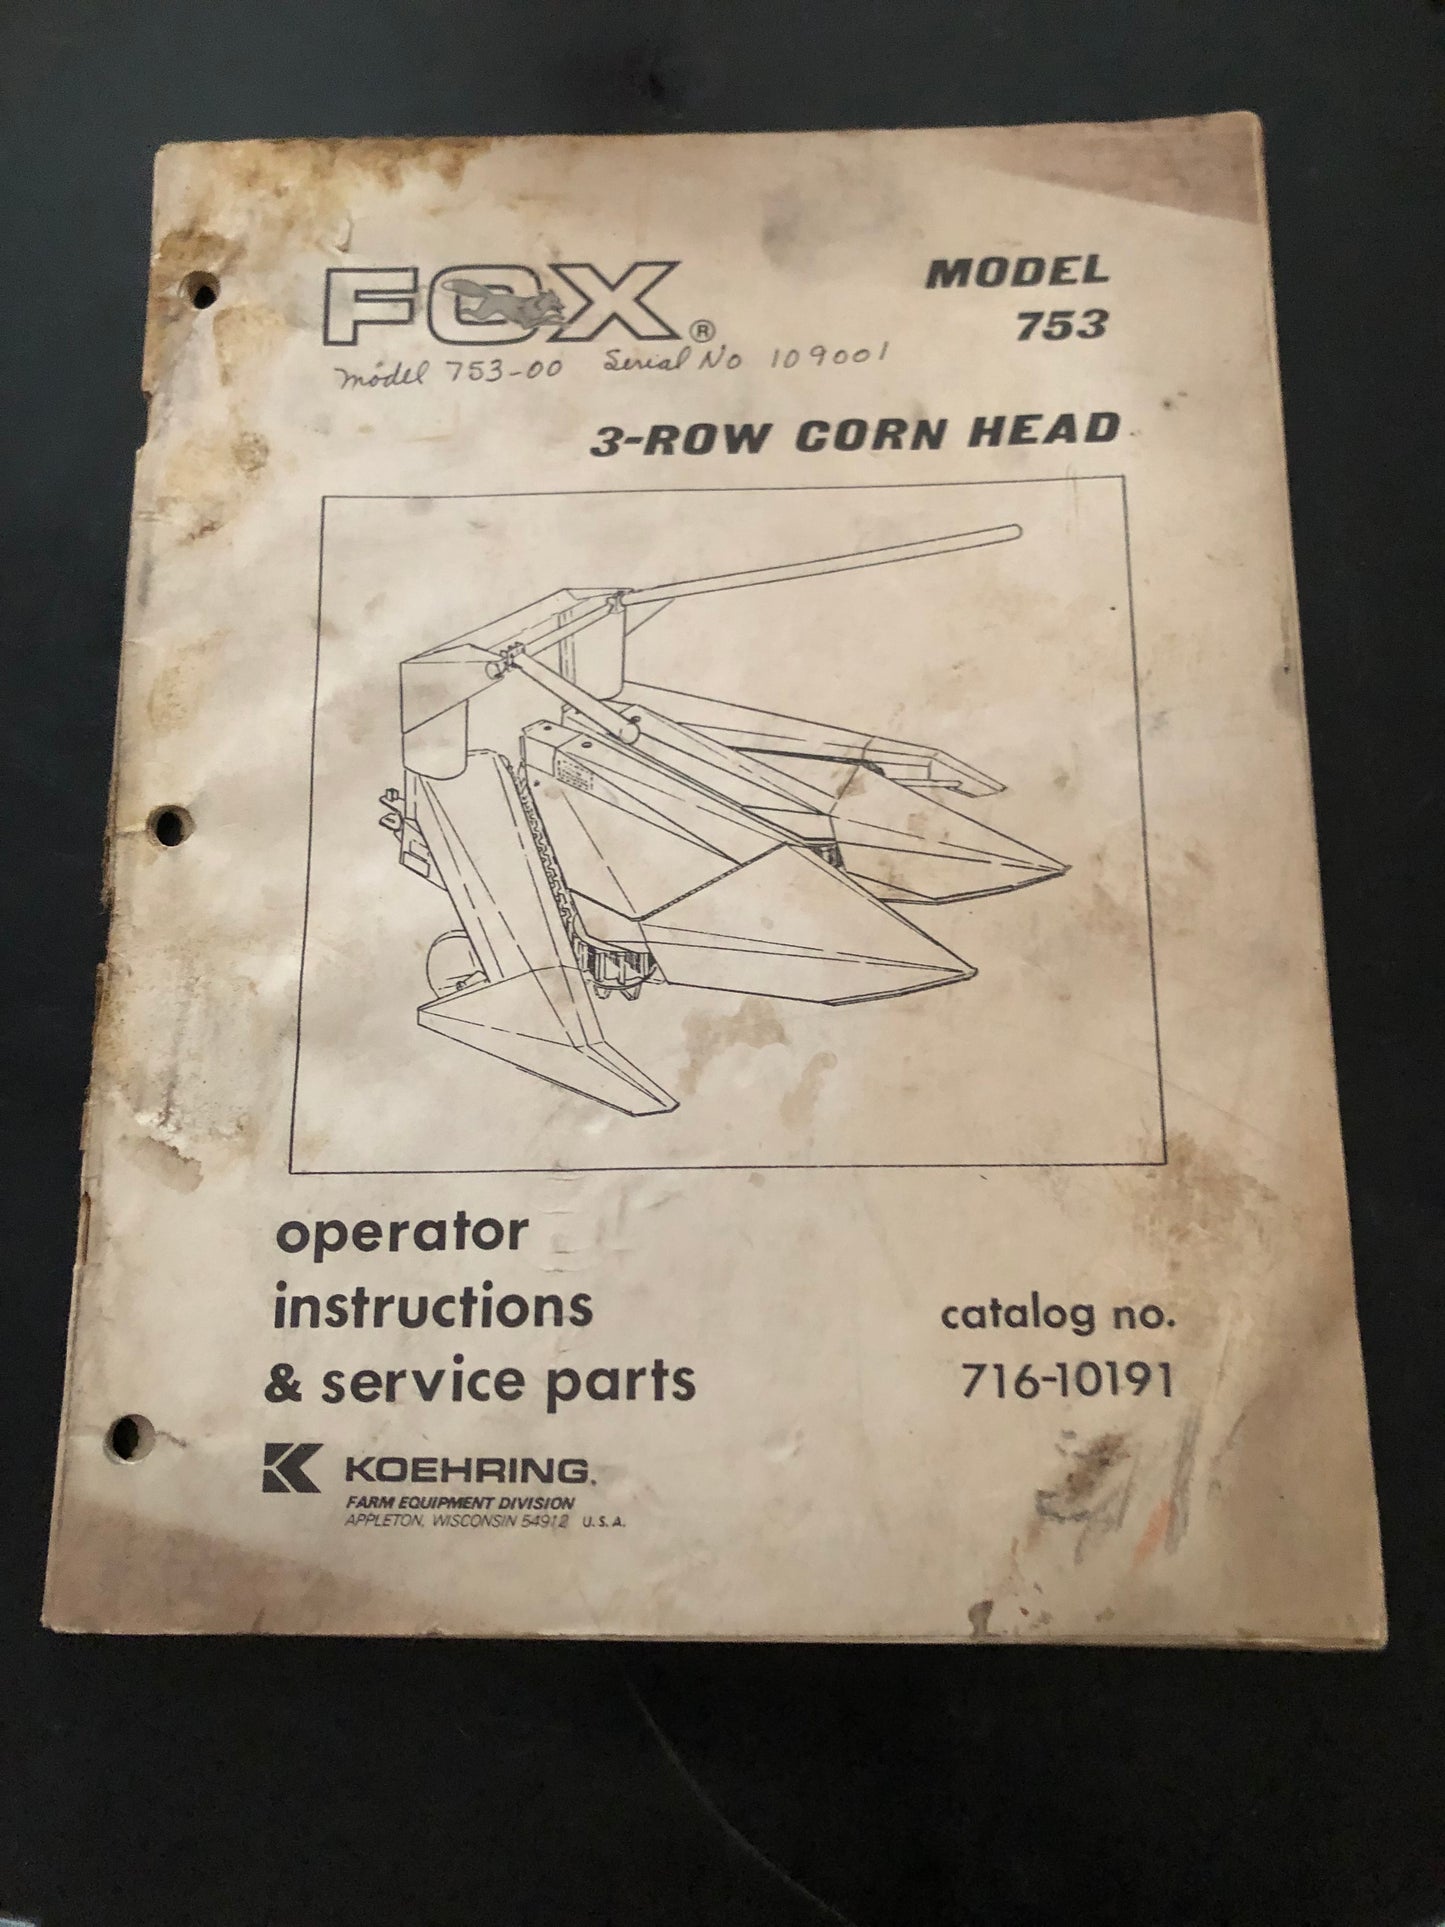 FOX®
MODEL
753
Model 753-00 Serial No 109001
3-ROW CORN HEAD
operator
instructions
& service parts
catalog no.
716-10191
KOEHRING
FARM EQUIPMENT DIVISION
APPLETON, WISCONSIN 54912 U.S.A.